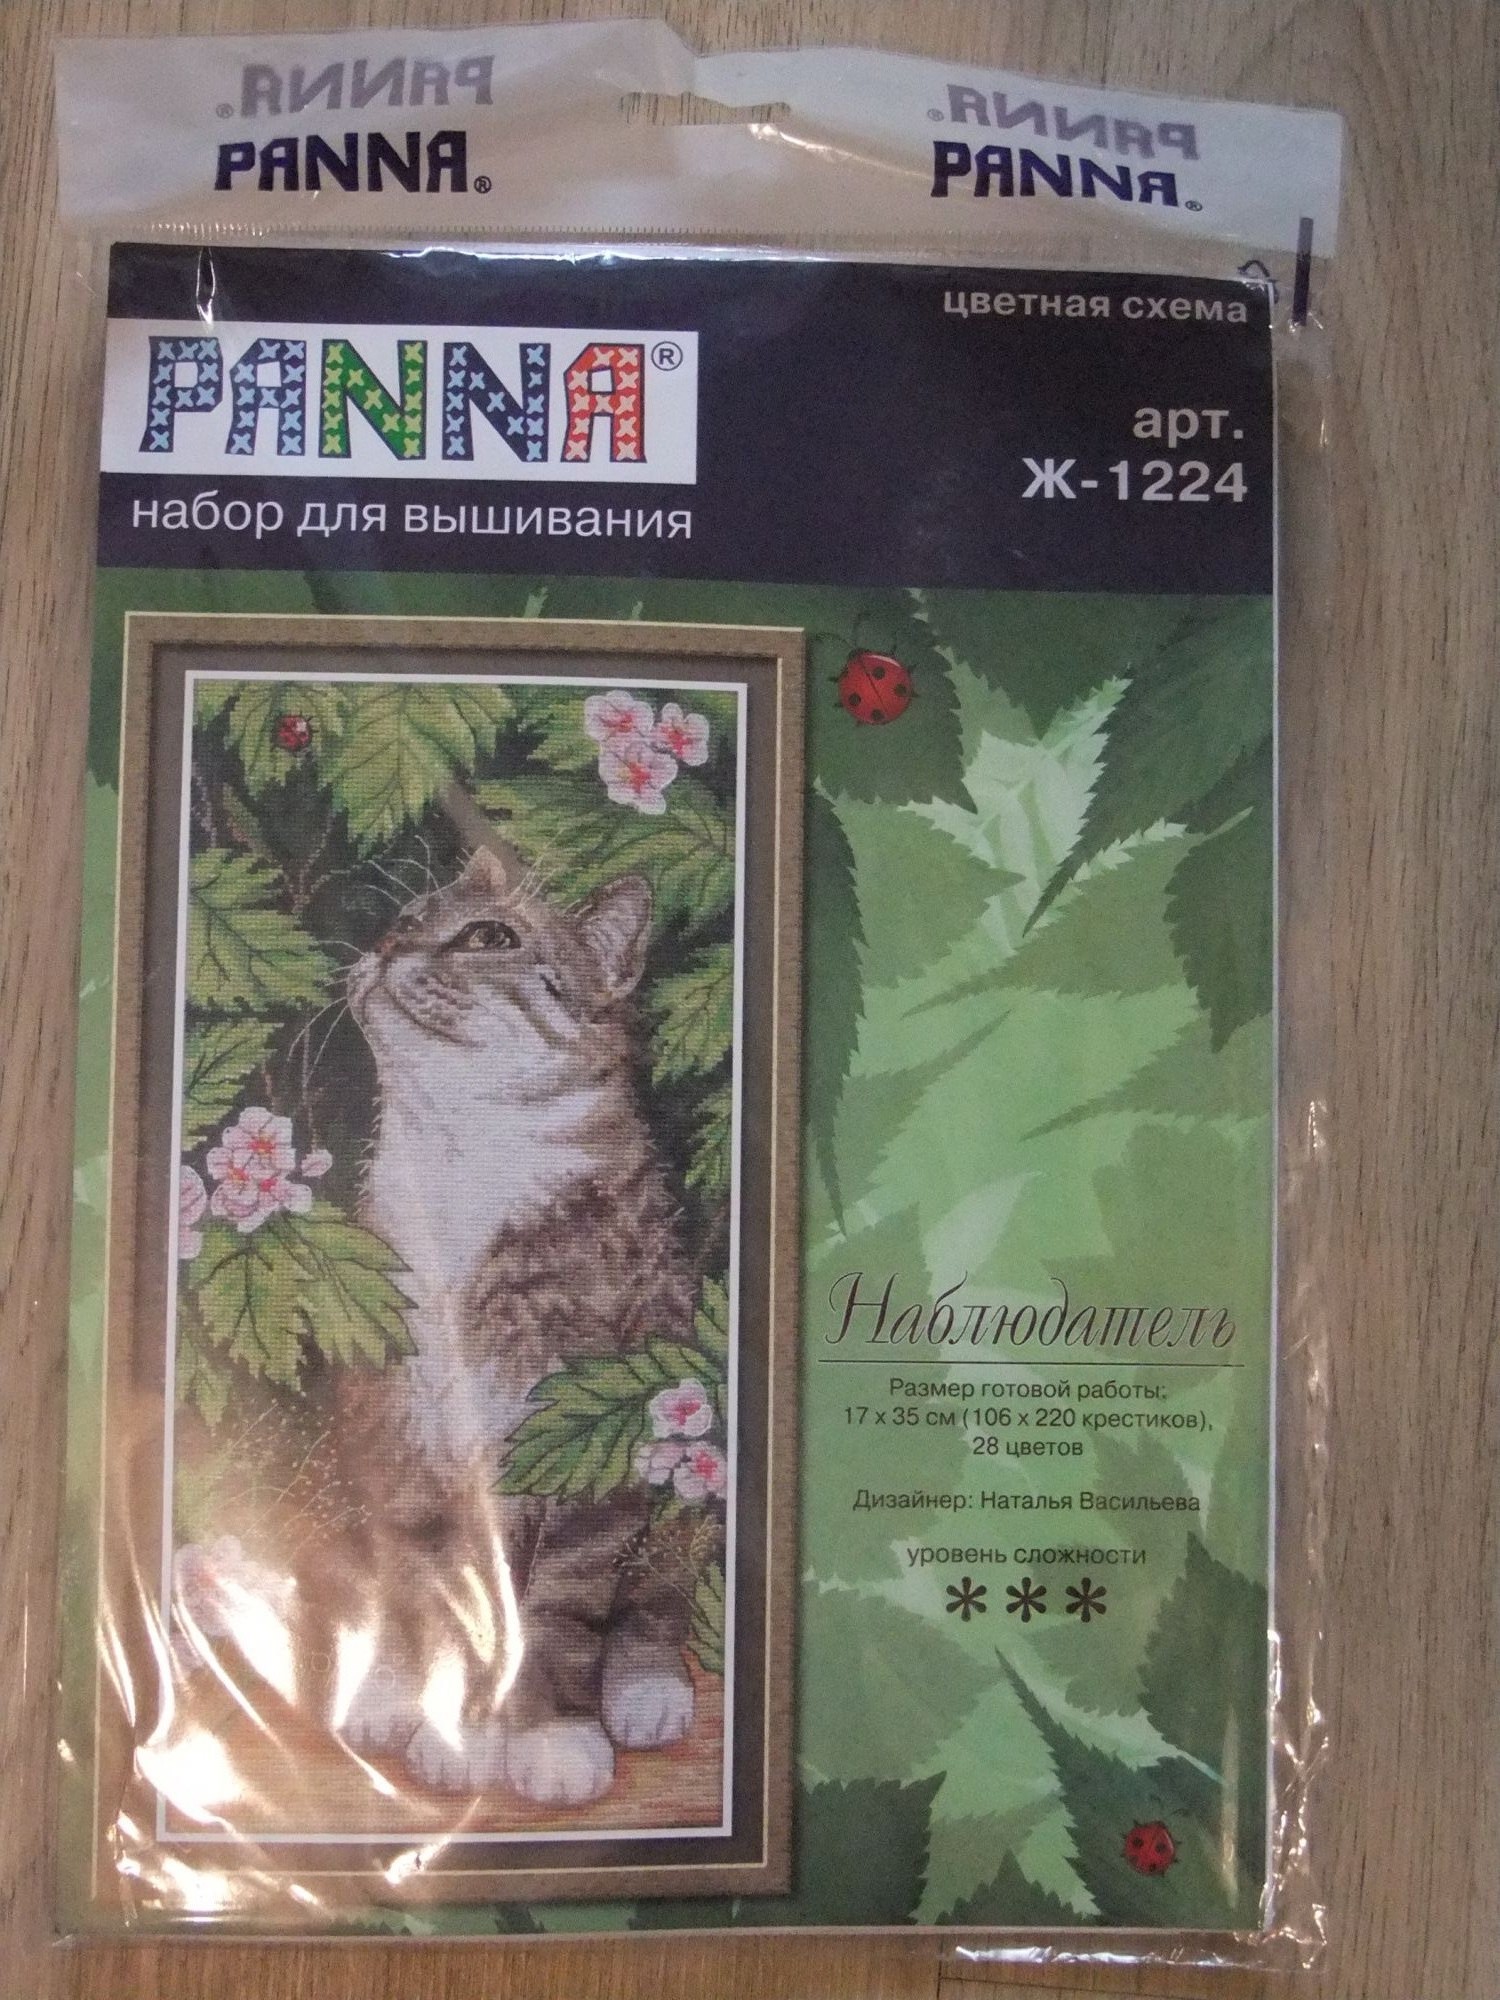 PANNA®
PANNA®
PANNA®
PANNA®
цветная схема
PANNA®
арт.
Ж-1224
набор для вышивания
Наблюдатель
Размер готовой работы:
17 х 35 см (106 х 220 крестиков),
28 цветов
Дизайнер: Наталья Васильева
уровень сложности
* * *